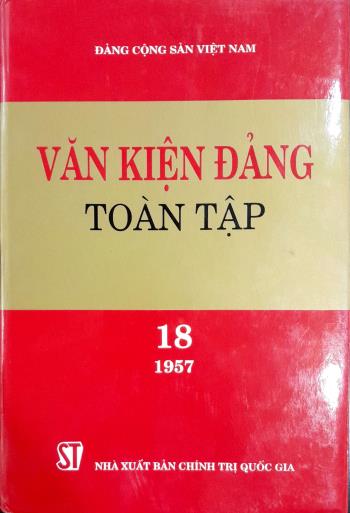 ĐẢNG CỘNG SẢN VIỆT NAM
VĂN KIỆN ĐẢNG
TOÀN TẬP
18
1957
ST NHÀ XUẤT BẢN CHÍNH TRỊ QUỐC GIA